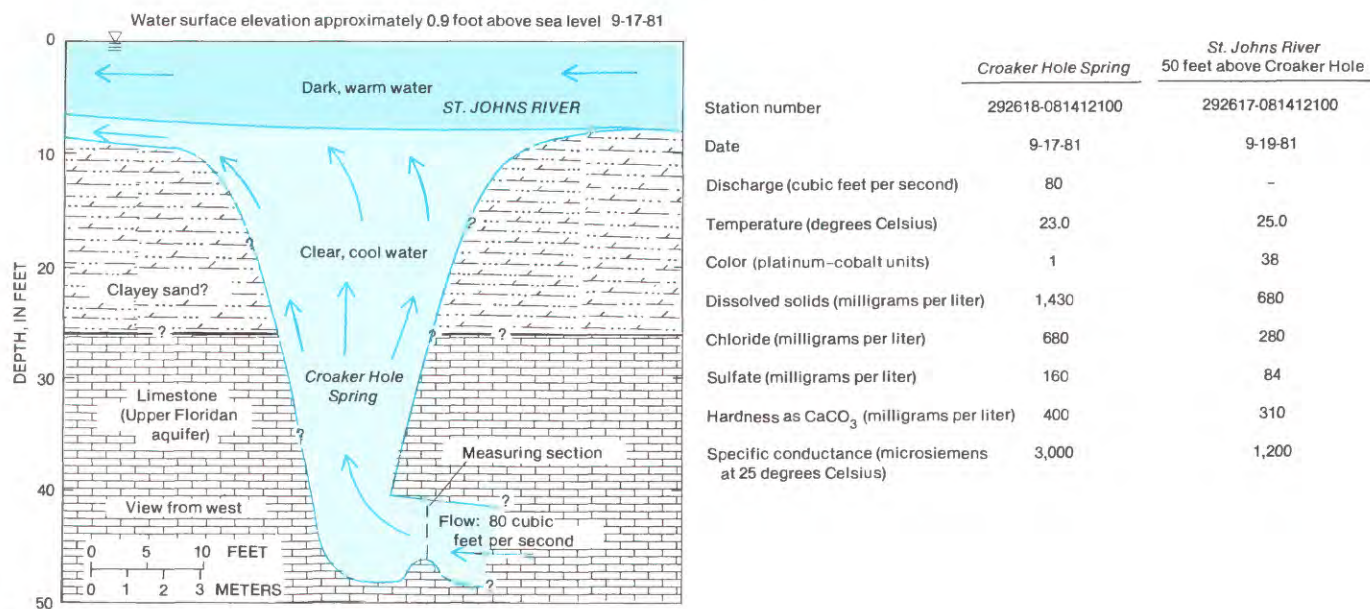 Water surface elevation approximately 0.9 foot above sea level 9-17-81
0
10
20
30
40
50
DEPTH, IN FEET
Dark, warm water
ST. JOHNS RIVER
Clear, cool water
?
?
Clayey sand?
?
?
?
?
Croaker Hole
Spring
Limestone
(Upper Floridan
aquifer)
?
Measuring section
?
View from west
Flow: 80 cubic
feet per second
?
0 5 10 FEET
0 1 2 3 METERS
St. Johns River
Croaker Hole Spring 50 feet above Croaker Hole
Station number 292618-081412100 292617-081412100
Date 9-17-81 9-19-81
Discharge (cubic feet per second) 80 –
Temperature (degrees Celsius) 23.0 25.0
Color (platinum-cobalt units) 1 38
Dissolved solids (milligrams per liter) 1,430 680
Chloride (milligrams per liter) 680 280
Sulfate (milligrams per liter) 160 84
Hardness as CaCO₃ (milligrams per liter) 400 310
Specific conductance (microsiemens 3,000 1,200
at 25 degrees Celsius)